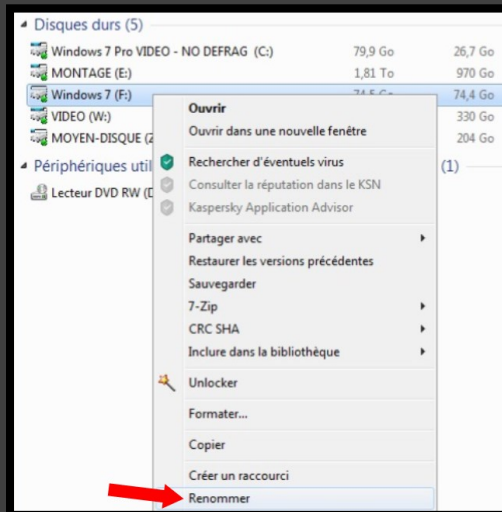 Disques durs (5)
Windows 7 Pro VIDEO - NO DEFRAG (C:) 79,9 Go 26,7 Go
MONTAGE (E:) 1,81 To 970 Go
Windows 7 (F:) 74,5 Go 74,4 Go
VIDEO (W:) 330 Go
MOYEN-DISQUE (Z 204 Go
Périphériques util (1)
Lecteur DVD RW (D
Ouvrir
Ouvrir dans une nouvelle fenêtre
Rechercher d'éventuels virus
Consulter la réputation dans le KSN
Kaspersky Application Advisor
Partager avec
Restaurer les versions précédentes
Sauvegarder
7-Zip
CRC SHA
Inclure dans la bibliothèque
Unlocker
Formater...
Copier
Créer un raccourci
Renommer